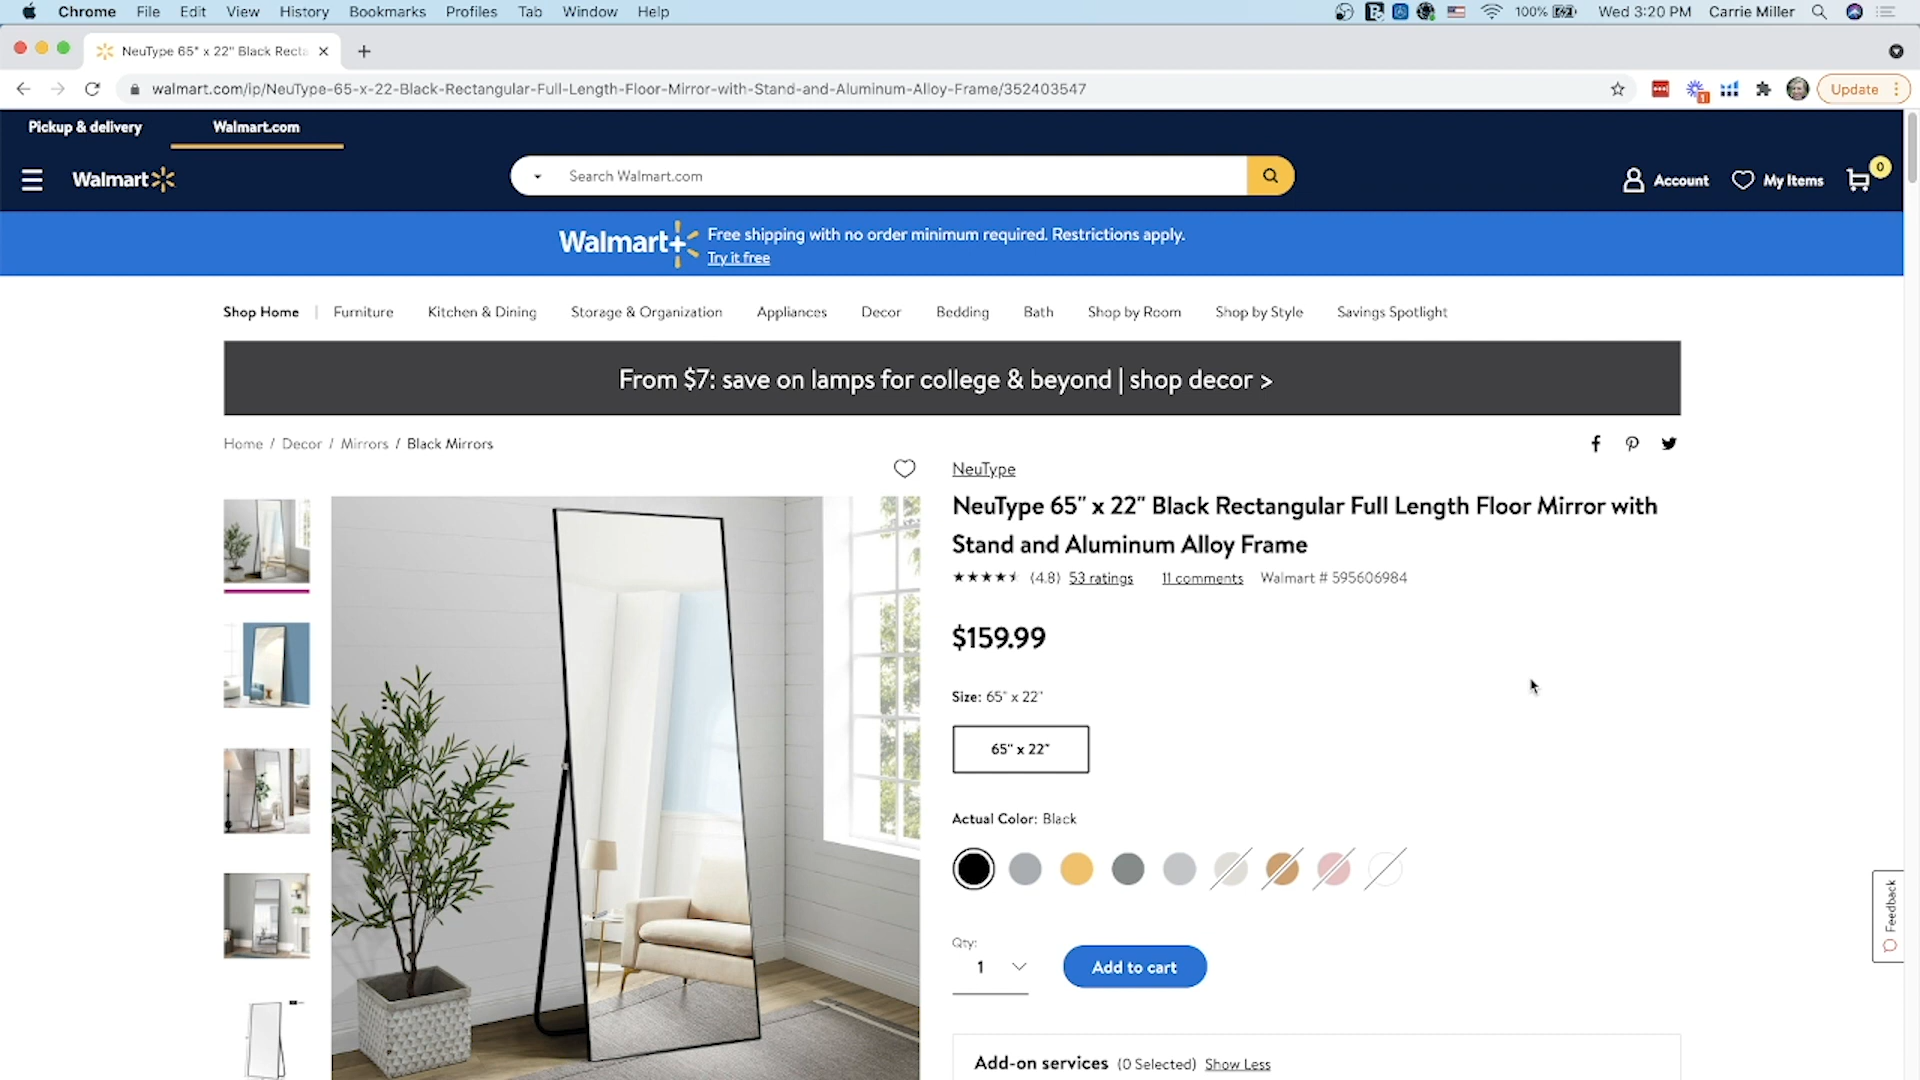 Chrome File Edit View History Bookmarks Profiles Tab Window Help
100% Wed 3:20 PM Carrie Miller
NeuType 65" x 22" Black Recta
walmart.com/ip/NeuType-65-x-22-Black-Rectangular-Full-Length-Floor-Mirror-with-Stand-and-Aluminum-Alloy-Frame/352403547
1
Update
Pickup & delivery Walmart.com
Walmart
Search Walmart.com
Account My Items 0
Walmart+
Free shipping with no order minimum required. Restrictions apply.
Try it free
Shop Home | Furniture Kitchen & Dining Storage & Organization Appliances Decor Bedding Bath Shop by Room Shop by Style Savings Spotlight
From $7: save on lamps for college & beyond | shop decor >
Home / Decor / Mirrors / Black Mirrors
NeuType
NeuType 65" x 22" Black Rectangular Full Length Floor Mirror with
Stand and Aluminum Alloy Frame
(4.8) 53 ratings 11 comments Walmart # 595606984
$159.99
Size: 65" x 22"
65" x 22"
Actual Color: Black
Qty:
1
Add to cart
Feedback
Add-on services (0 Selected) Show Less